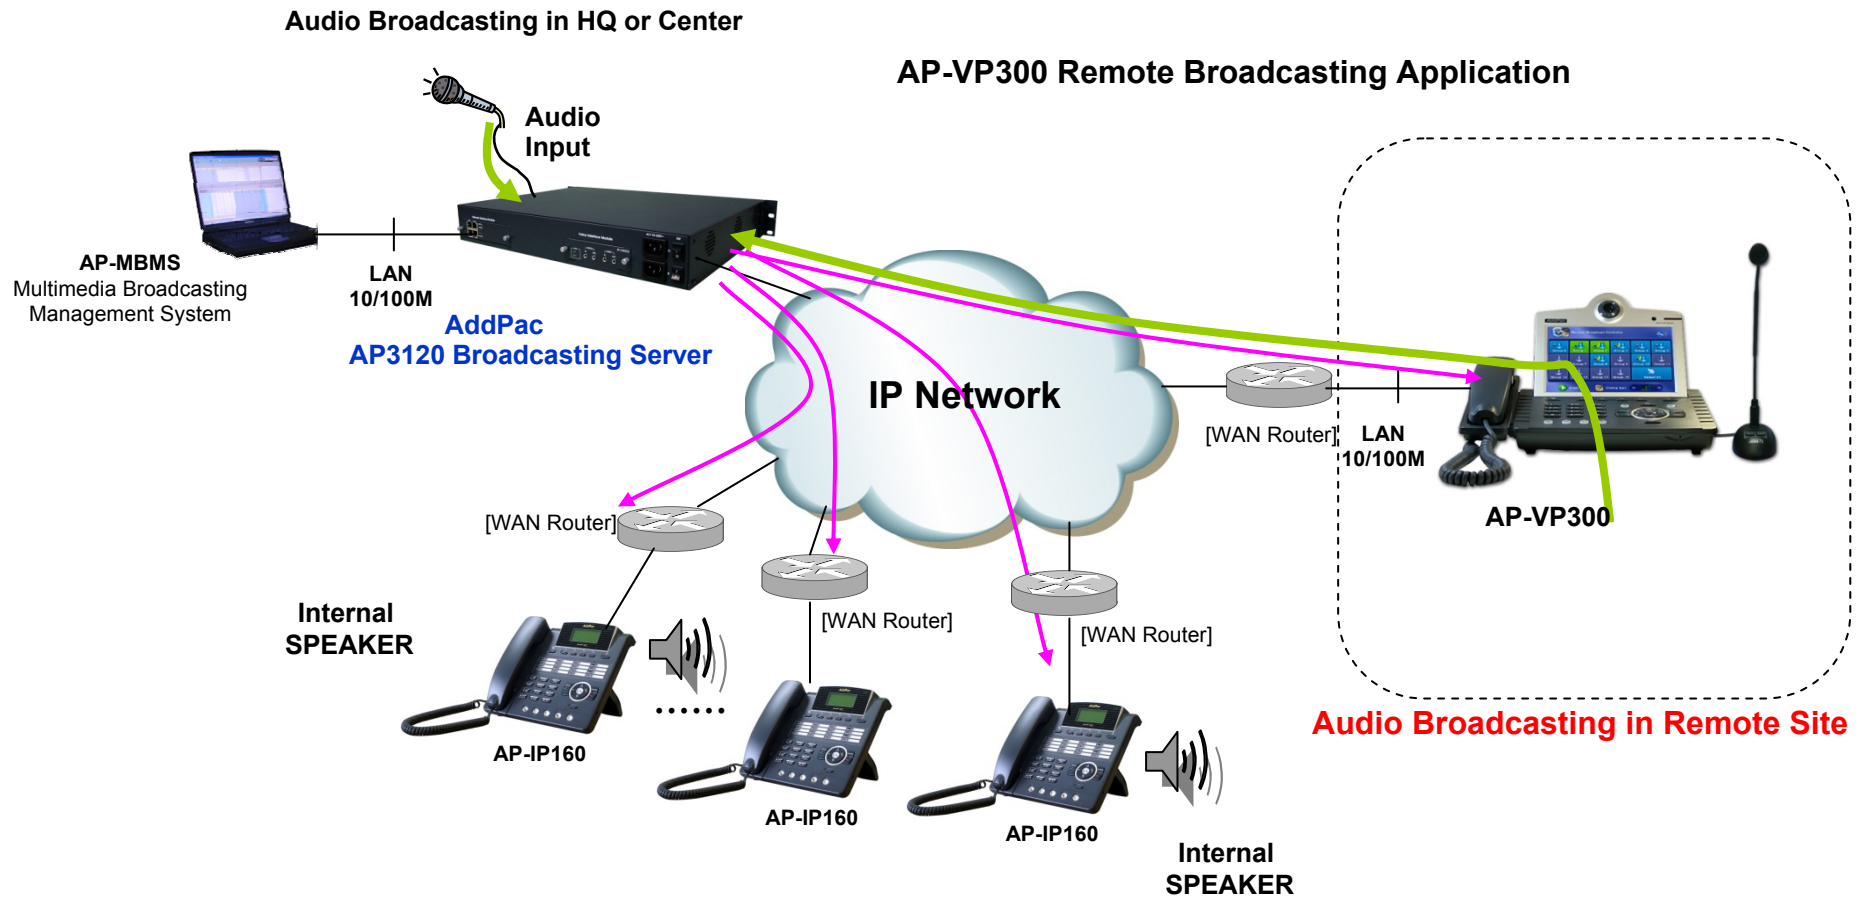 Audio Broadcasting in HQ or Center
AP-VP300 Remote Broadcasting Application
Audio
Input
AP-MBMS
Multimedia Broadcasting
Management System
LAN
10/100M
AddPac
AP3120 Broadcasting Server
IP Network
[WAN Router]
LAN
10/100M
AP-VP300
[WAN Router]
[WAN Router]
[WAN Router]
Internal
SPEAKER
......
AP-IP160
AP-IP160
AP-IP160
Audio Broadcasting in Remote Site
Internal
SPEAKER